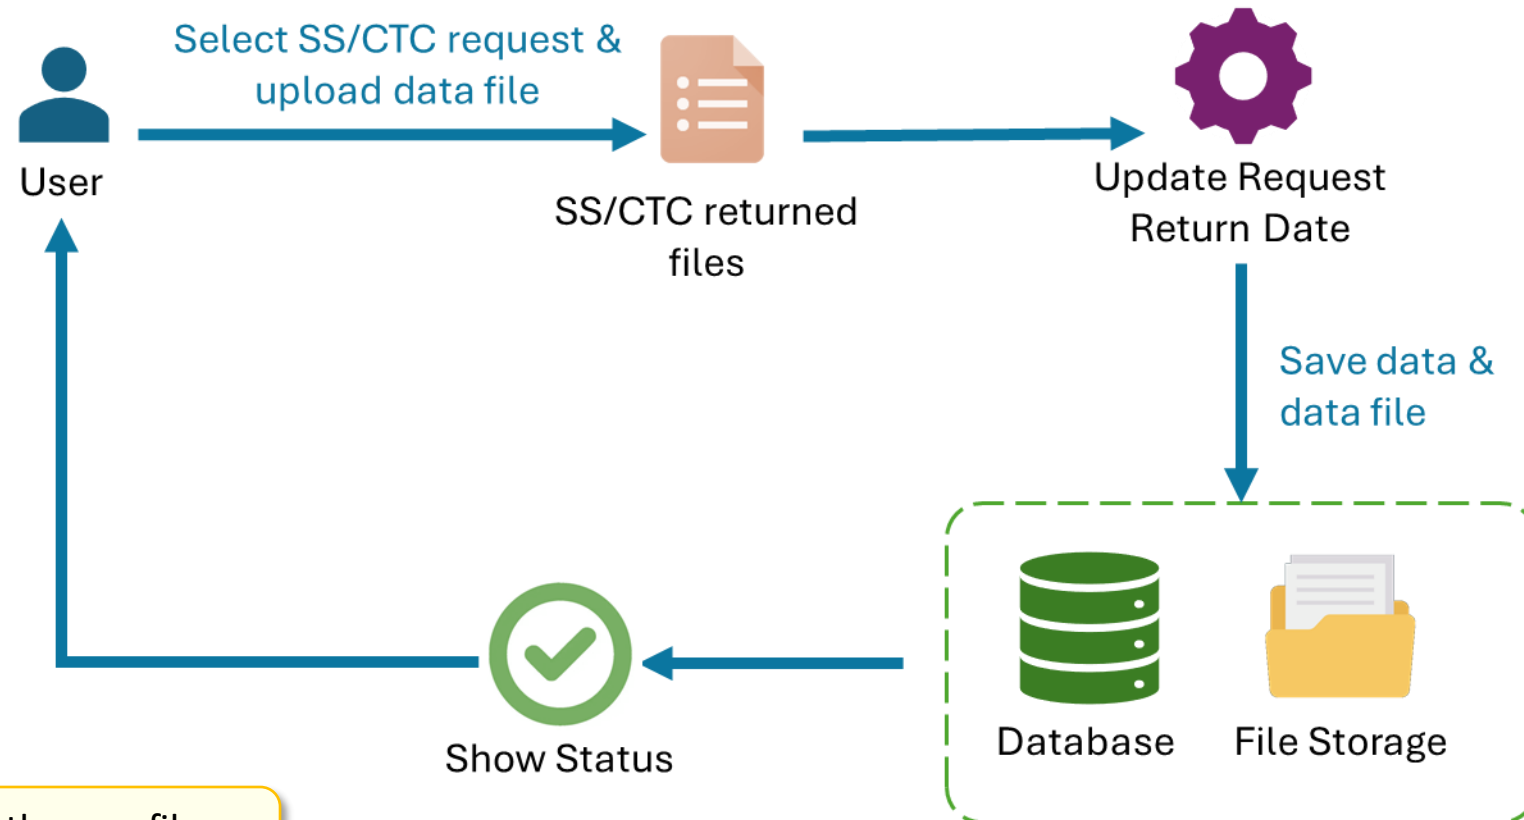 Select SS/CTC request &
upload data file
User
SS/CTC returned
files
Update Request
Return Date
Save data &
data file
Database
File Storage
Show Status